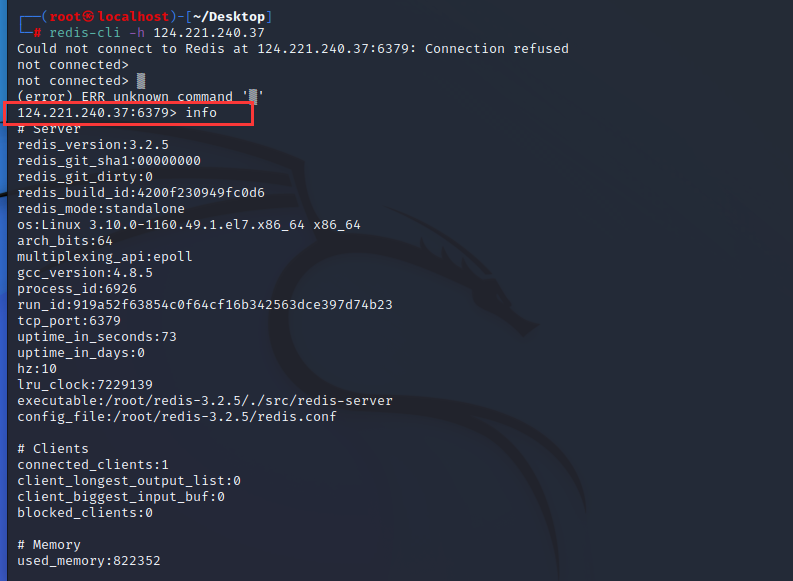 ┌──(root㉿localhost)-[~/Desktop]
└─# redis-cli -h 124.221.240.37
Could not connect to Redis at 124.221.240.37:6379: Connection refused
not connected>
not connected> ▒
(error) ERR unknown command '▒'
124.221.240.37:6379> info
# Server
redis_version:3.2.5
redis_git_sha1:00000000
redis_git_dirty:0
redis_build_id:4200f230949fc0d6
redis_mode:standalone
os:Linux 3.10.0-1160.49.1.el7.x86_64 x86_64
arch_bits:64
multiplexing_api:epoll
gcc_version:4.8.5
process_id:6926
run_id:919a52f63854c0f64cf16b342563dce397d74b23
tcp_port:6379
uptime_in_seconds:73
uptime_in_days:0
hz:10
lru_clock:7229139
executable:/root/redis-3.2.5/./src/redis-server
config_file:/root/redis-3.2.5/redis.conf
# Clients
connected_clients:1
client_longest_output_list:0
client_biggest_input_buf:0
blocked_clients:0
# Memory
used_memory:822352